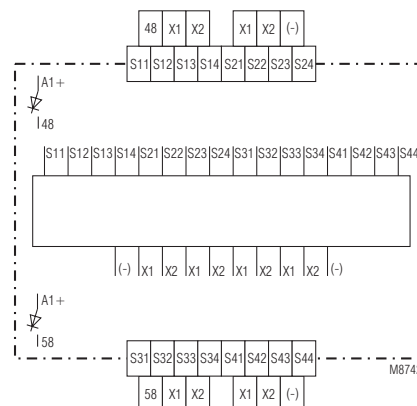 48 X1 X2 X1 X2 (-)
S11 S12 S13 S14 S21 S22 S23 S24
A1+
48
S11 S12 S13 S14 S21 S22 S23 S24 S31 S32 S33 S34 S41 S42 S43 S44
(-) X1 X2 X1 X2 X1 X2 X1 X2 (-)
A1+
58
S31 S32 S33 S34 S41 S42 S43 S44
M874
58 X1 X2 X1 X2 (-)